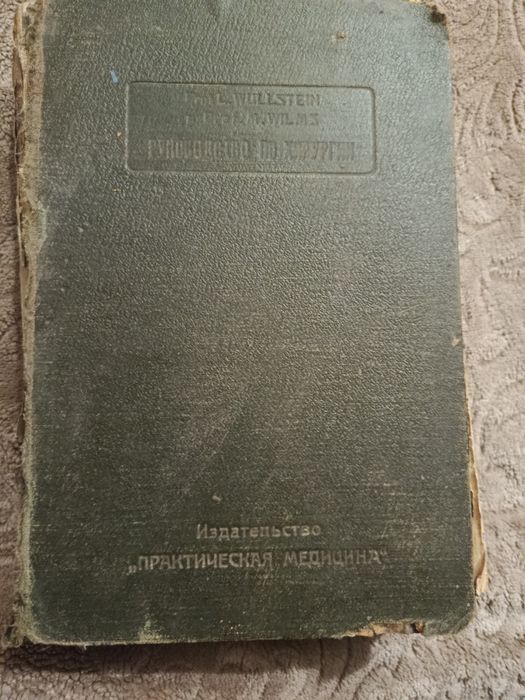 L. WULLSTEIN
WILMS
РУКОВОДСТВО ПО ХИРУРГИИ
Издательство
„ПРАКТИЧЕСКАЯ МЕДИЦИНА“